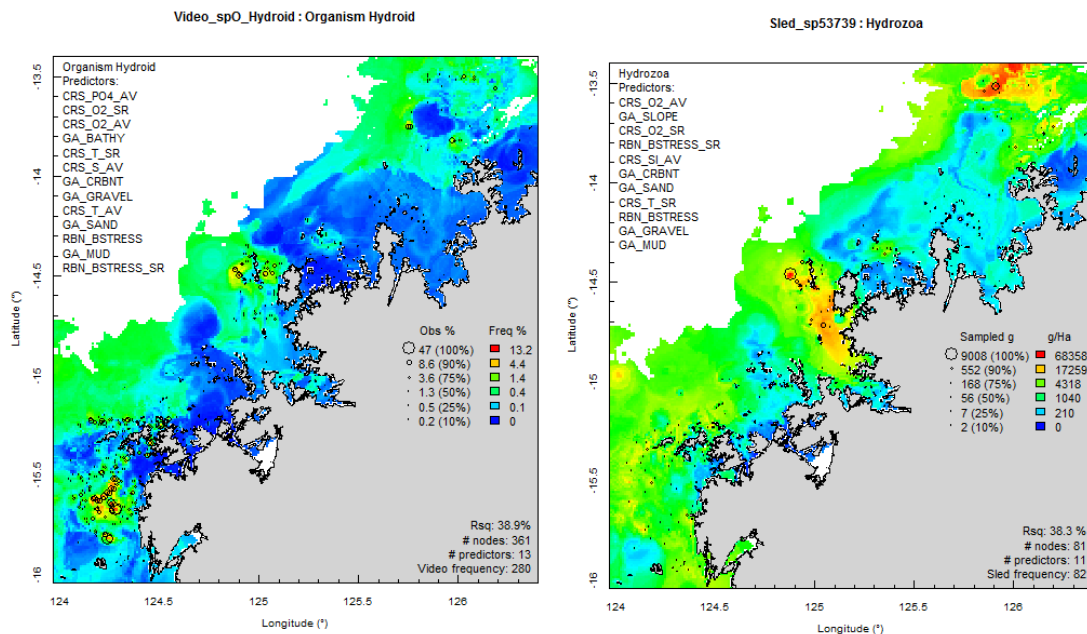 Video_spO_Hydroid : Organism Hydroid
Organism Hydroid
Predictors:
CRS_PO4_AV
CRS_O2_SR
CRS_O2_AV
GA_BATHY
CRS_T_SR
CRS_S_AV
GA_CRBNT
GA_GRAVEL
CRS_T_AV
GA_SAND
RBN_BSTRESS
GA_MUD
RBN_BSTRESS_SR
Obs % Freq %
47 (100%) 13.2
8.6 (90%) 4.4
3.6 (75%) 1.4
1.3 (50%) 0.4
0.5 (25%) 0.1
0.2 (10%) 0
Rsq: 38.9%
# nodes: 361
# predictors: 13
Video frequency: 280
Latitude (°)
-13.5
-14
-14.5
-15
-15.5
-16
124 124.5 125 125.5 126
Longitude (°)
Sled_sp53739 : Hydrozoa
Hydrozoa
Predictors:
CRS_O2_AV
GA_SLOPE
CRS_O2_SR
RBN_BSTRESS_SR
CRS_SI_AV
GA_CRBNT
GA_SAND
CRS_T_SR
RBN_BSTRESS
GA_GRAVEL
GA_MUD
Sampled g g/Ha
9008 (100%) 68358
552 (90%) 17259
168 (75%) 4318
56 (50%) 1040
7 (25%) 210
2 (10%) 0
Rsq: 38.3 %
# nodes: 81
# predictors: 11
Sled frequency: 82
Latitude (°)
-13.5
-14
-14.5
-15
-15.5
-16
124 124.5 125 125.5 126
Longitude (°)